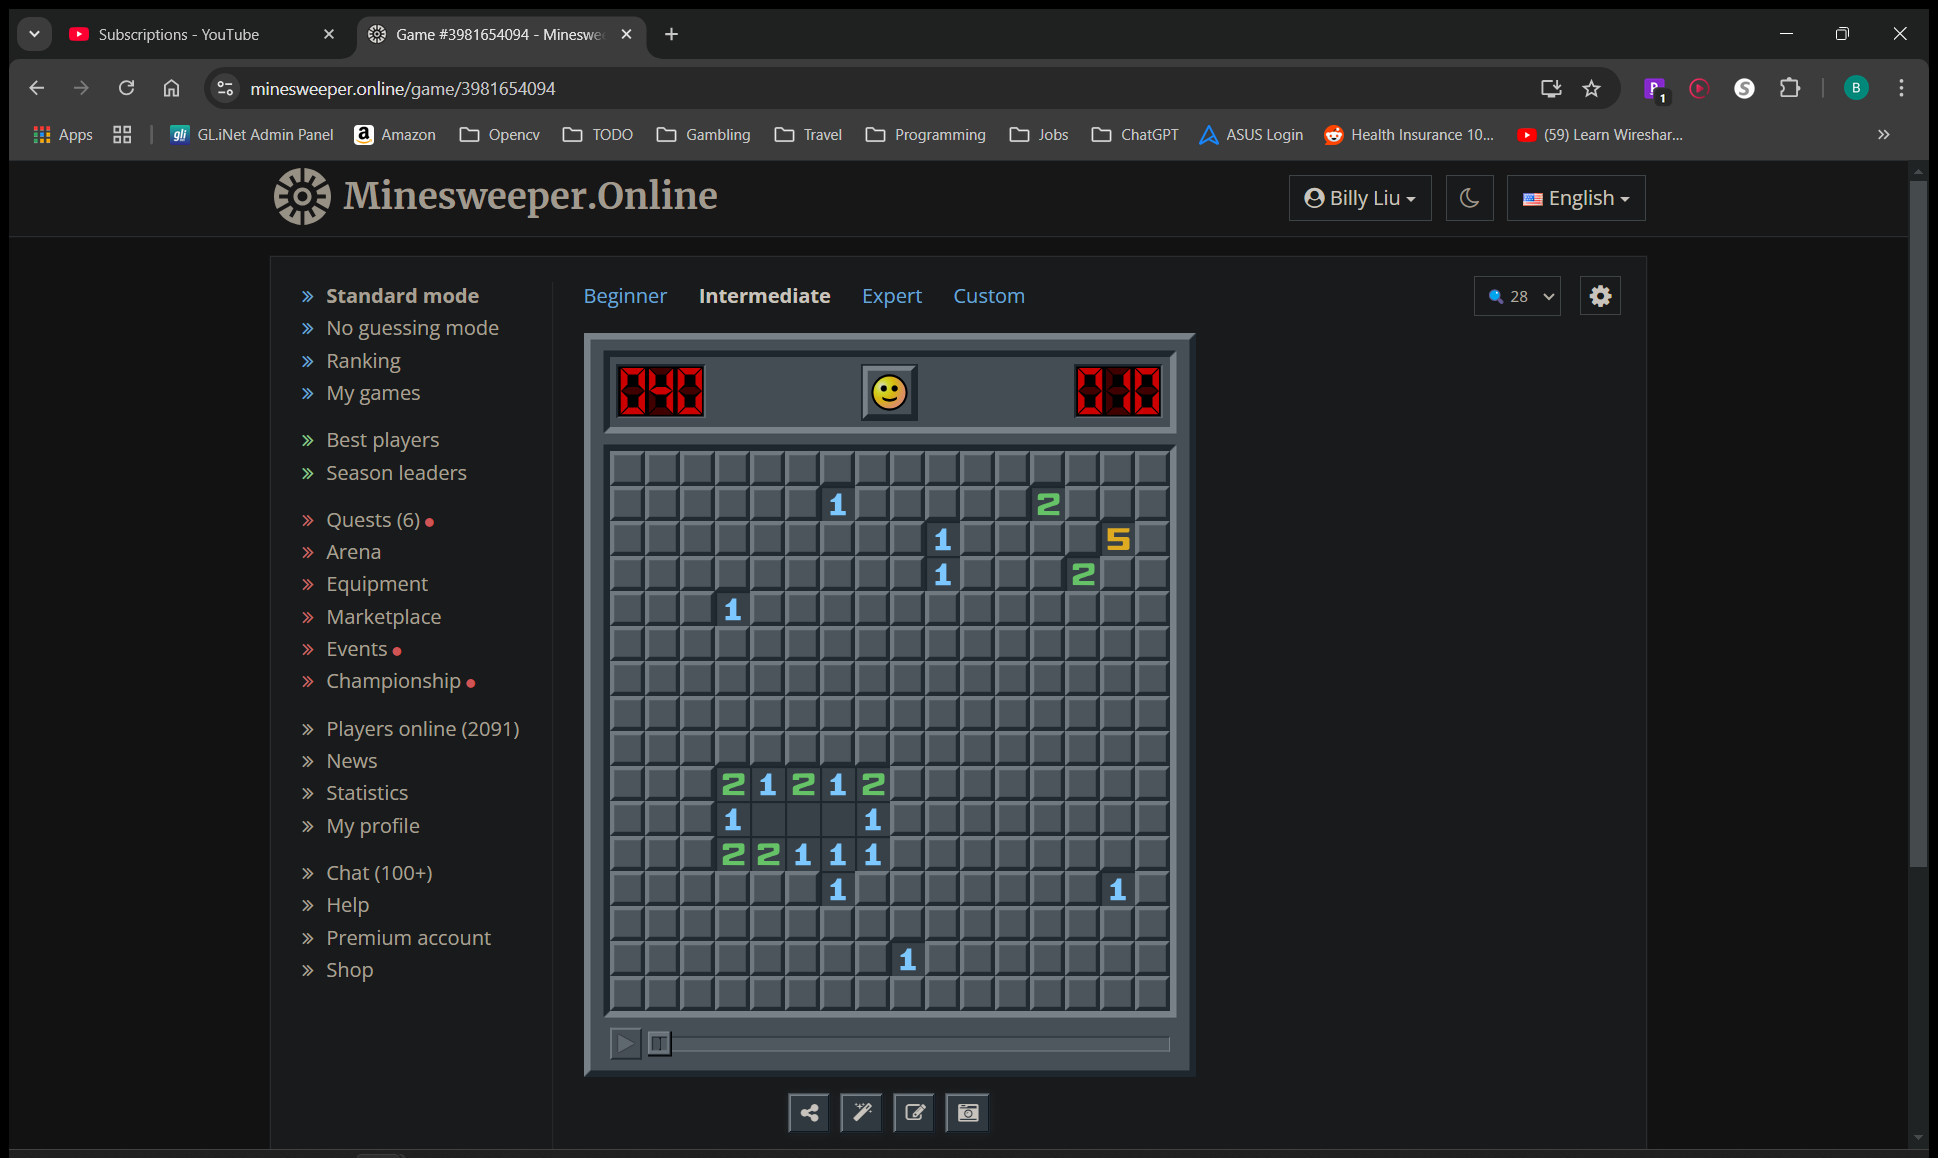 Subscriptions - YouTube
Game #3981654094 - Mineswe
minesweeper.online/game/3981654094
1
B
Apps
gli GL.iNet Admin Panel
a Amazon
Opencv
TODO
Gambling
Travel
Programming
Jobs
ChatGPT
ASUS Login
Health Insurance 10...
(59) Learn Wireshar...
Minesweeper.Online
Billy Liu
English
Standard mode
No guessing mode
Ranking
My games
Best players
Season leaders
Quests (6)
Arena
Equipment
Marketplace
Events
Championship
Players online (2091)
News
Statistics
My profile
Chat (100+)
Help
Premium account
Shop
Beginner Intermediate Expert Custom
28
040
1 2
1 5
1 2
1
2 1 2 1 2
1 1
2 2 1 1 1
1 1
1